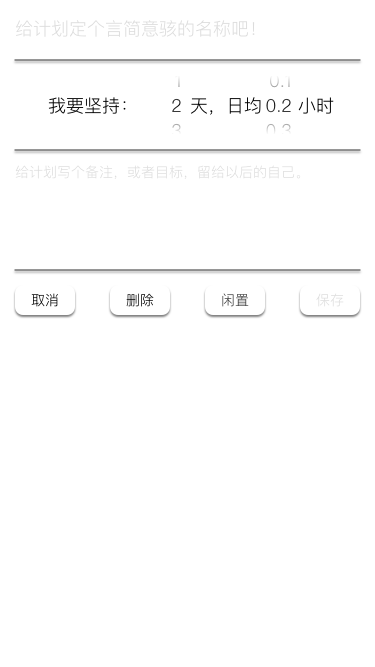 给计划定个言简意骇的名称吧！
1 0.1
我要坚持： 2 天，日均 0.2 小时
3 0.3
给计划写个备注，或者目标，留给以后的自己。
取消 删除 闲置 保存